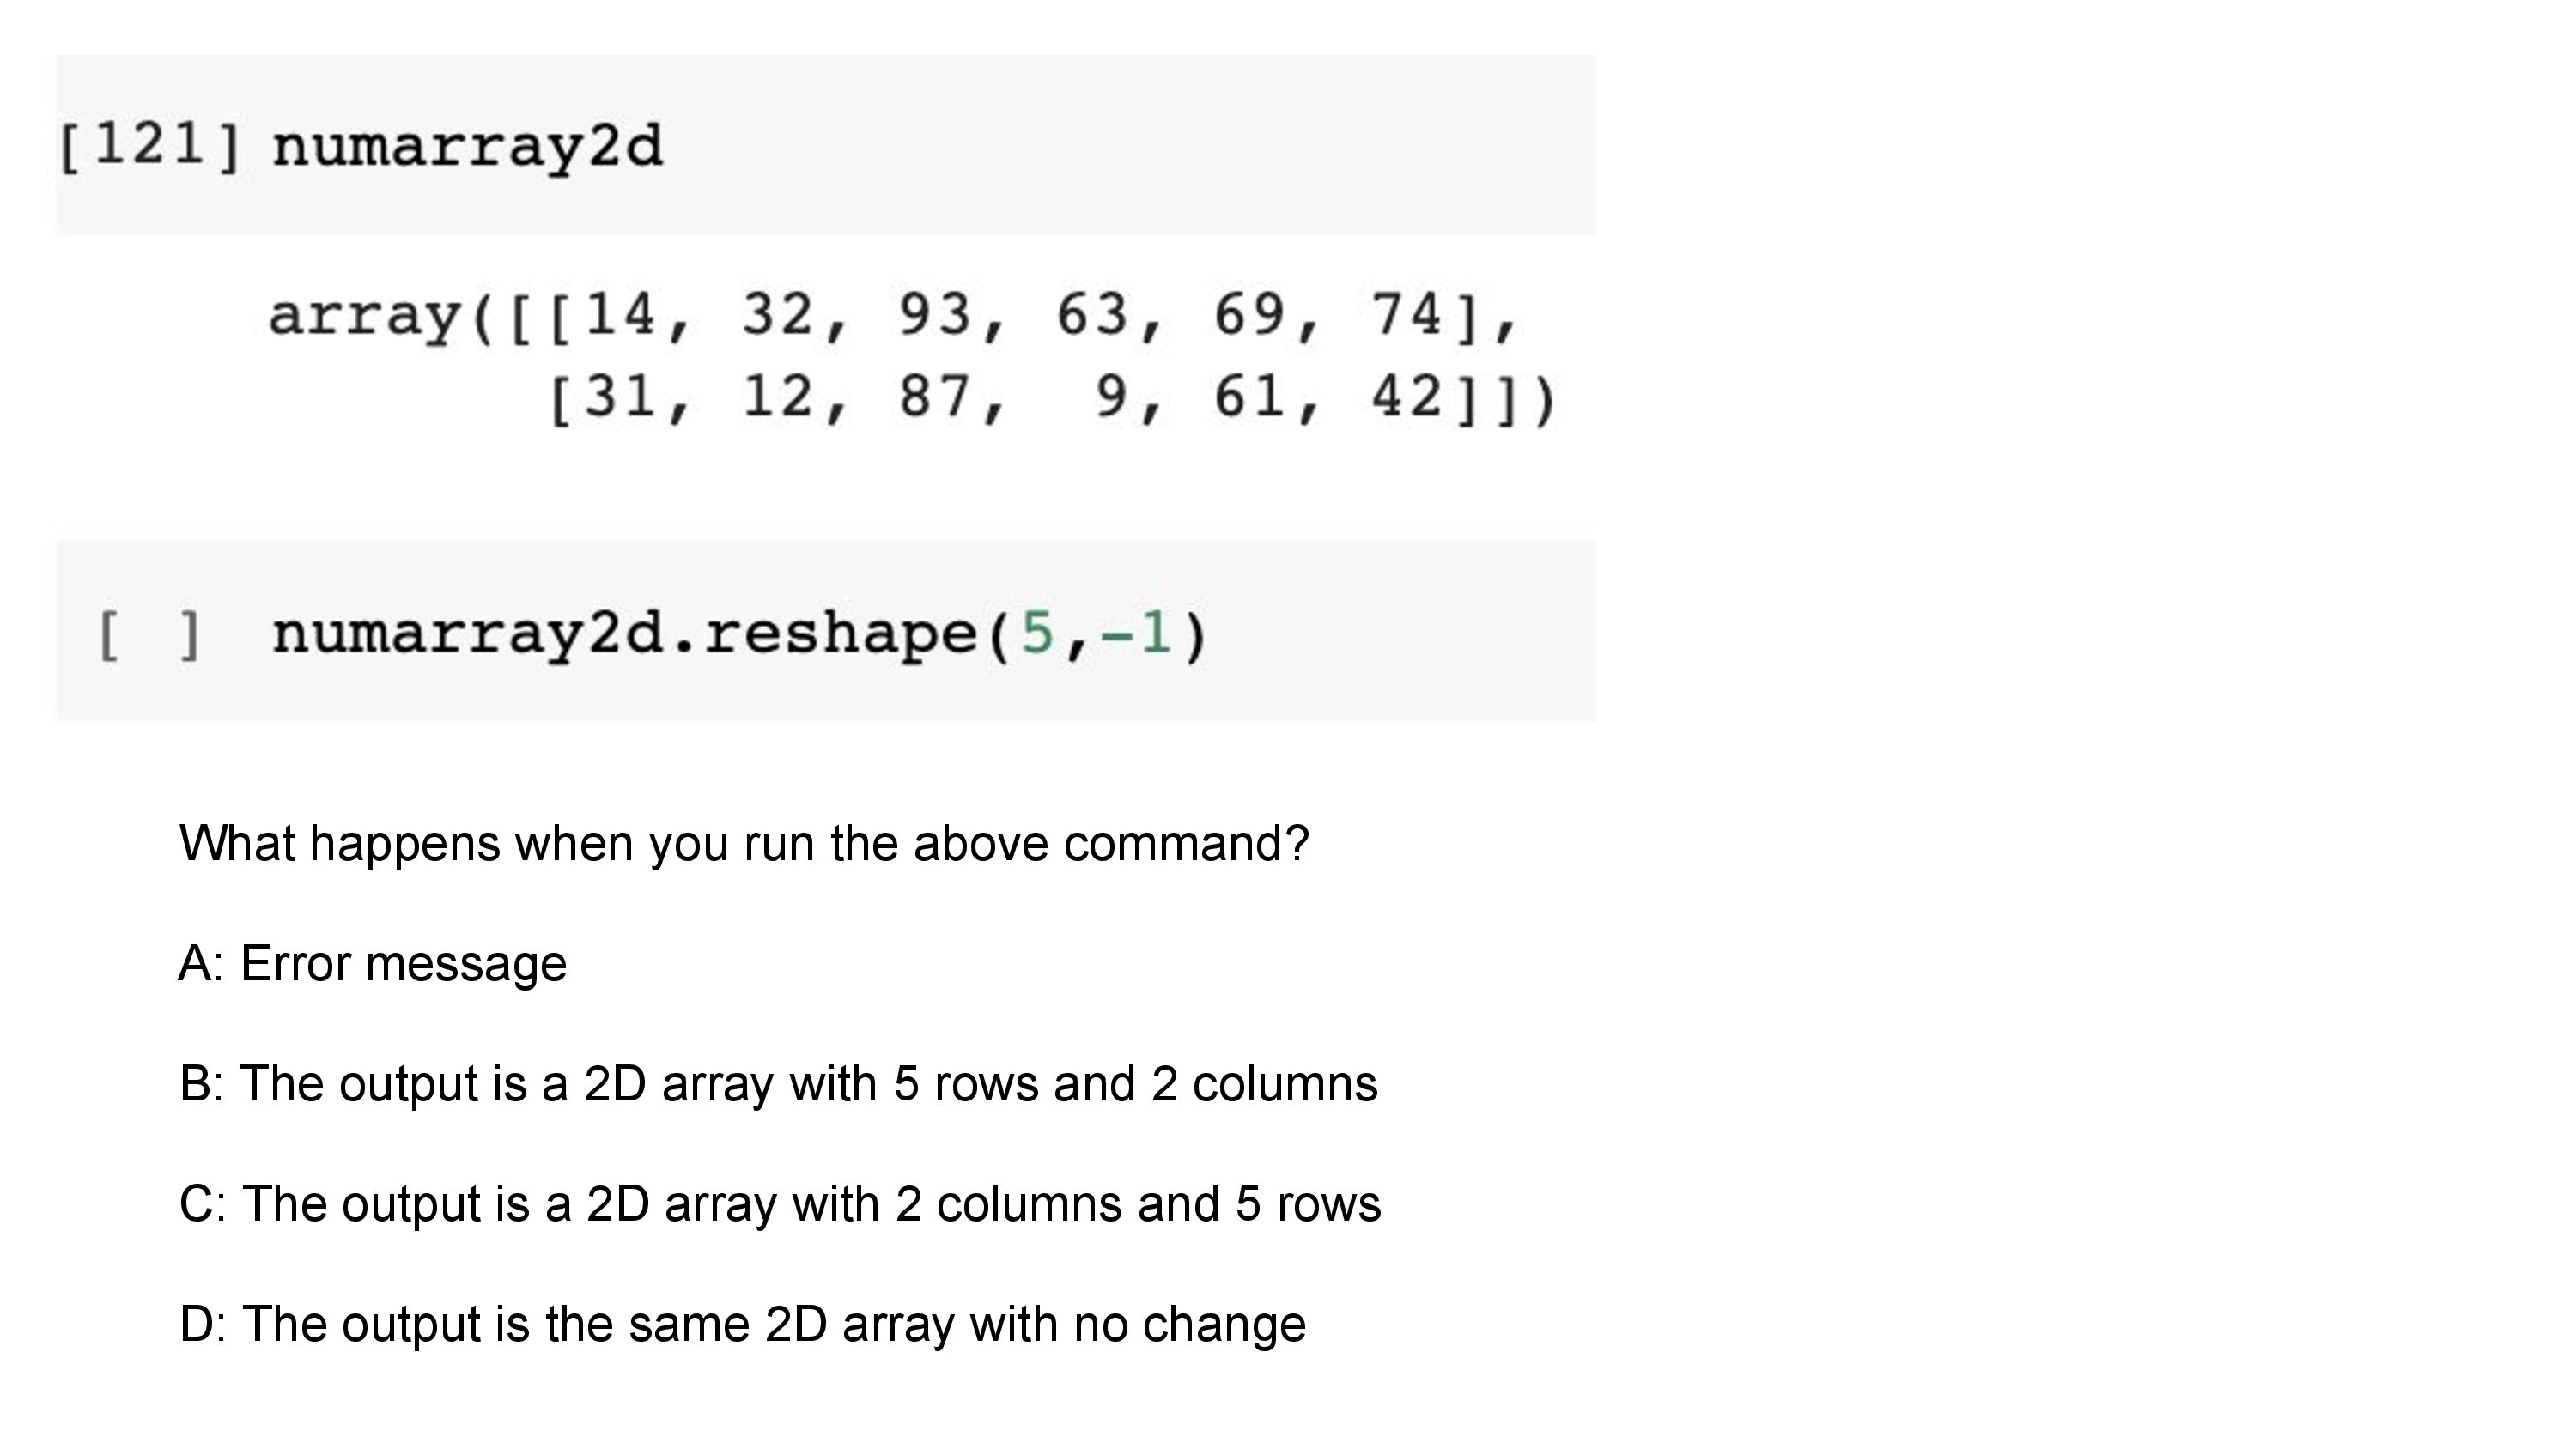 [121] numarray2d
array([[14, 32, 93, 63, 69, 74],
[31, 12, 87, 9, 61, 42]])
[ ] numarray2d.reshape(5,-1)
What happens when you run the above command?
A: Error message
B: The output is a 2D array with 5 rows and 2 columns
C: The output is a 2D array with 2 columns and 5 rows
D: The output is the same 2D array with no change